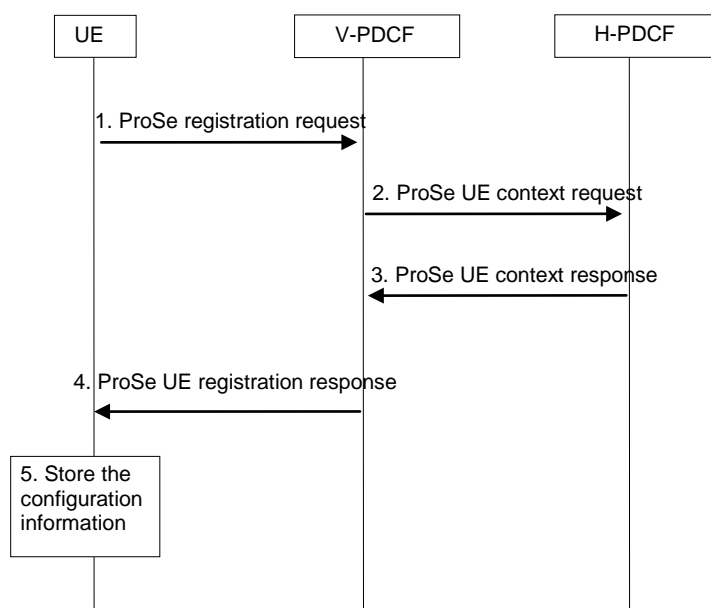 UE
V-PDCF
H-PDCF
1. ProSe registration request
2. ProSe UE context request
3. ProSe UE context response
4. ProSe UE registration response
5. Store the
configuration
information